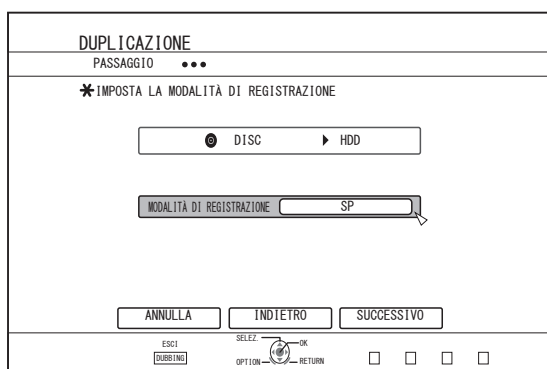 DUPLICAZIONE
PASSAGGIO
IMPOSTA LA MODALITÀ DI REGISTRAZIONE
DISC HDD
MODALITÀ DI REGISTRAZIONE SP
ANNULLA INDIETRO SUCCESSIVO
ESCI
DUBBING
SELEZ. OK
OPTION RETURN